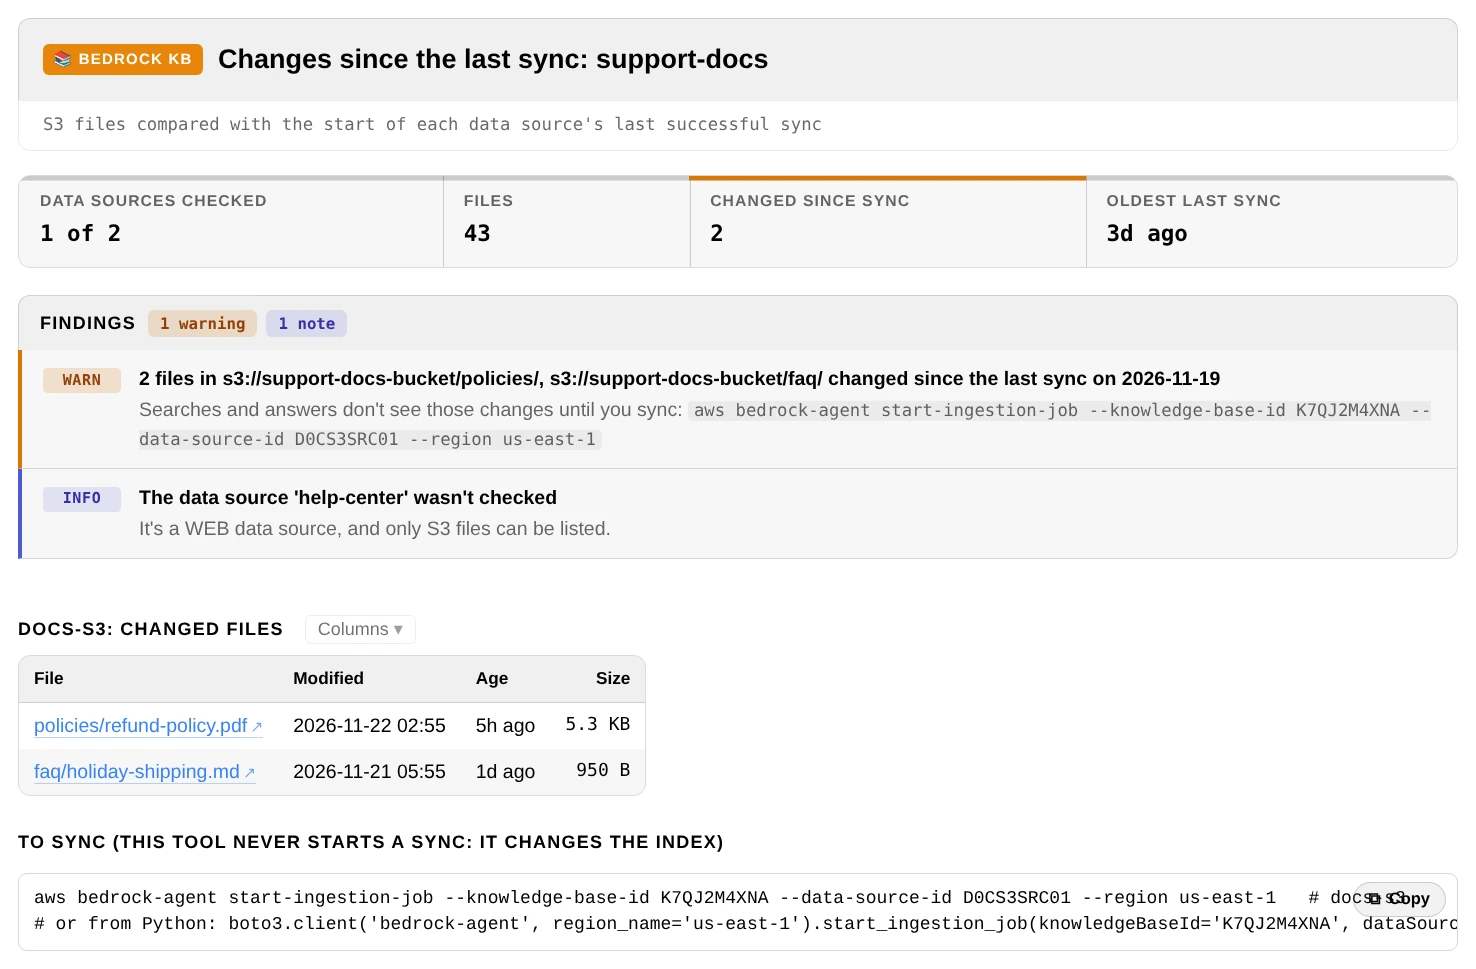 📚 BEDROCK KB Changes since the last sync: support-docs
S3 files compared with the start of each data source's last successful sync
DATA SOURCES CHECKED FILES CHANGED SINCE SYNC OLDEST LAST SYNC
1 of 2 43 2 3d ago
FINDINGS 1 warning 1 note
WARN 2 files in s3://support-docs-bucket/policies/, s3://support-docs-bucket/faq/ changed since the last sync on 2026-11-19
Searches and answers don't see those changes until you sync: aws bedrock-agent start-ingestion-job --knowledge-base-id K7QJ2M4XNA --
data-source-id D0CS3SRC01 --region us-east-1
INFO The data source 'help-center' wasn't checked
It's a WEB data source, and only S3 files can be listed.
DOCS-S3: CHANGED FILES Columns ▾
File Modified Age Size
policies/refund-policy.pdf ↗ 2026-11-22 02:55 5h ago 5.3 KB
faq/holiday-shipping.md ↗ 2026-11-21 05:55 1d ago 950 B
TO SYNC (THIS TOOL NEVER STARTS A SYNC: IT CHANGES THE INDEX)
aws bedrock-agent start-ingestion-job --knowledge-base-id K7QJ2M4XNA --data-source-id D0CS3SRC01 --region us-east-1 # docs-s3
⧉ Copy
# or from Python: boto3.client('bedrock-agent', region_name='us-east-1').start_ingestion_job(knowledgeBaseId='K7QJ2M4XNA', dataSourc